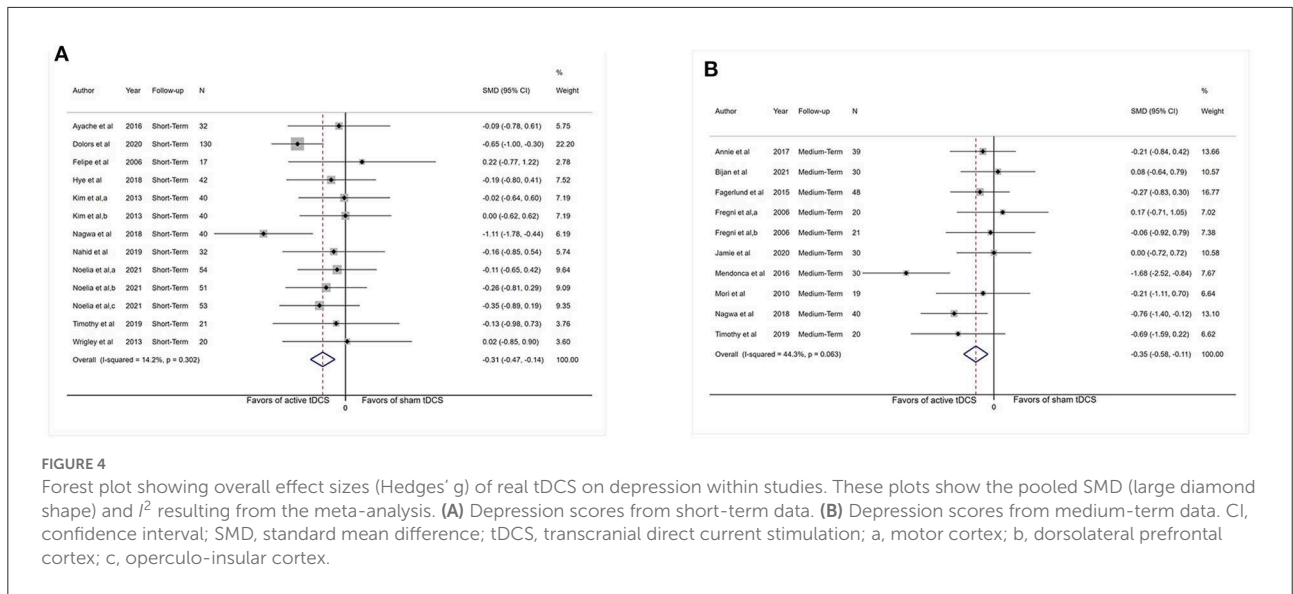 A
%
Author Year Follow-up N SMD (95% CI) Weight
Ayache et al 2016 Short-Term 32 -0.09 (-0.78, 0.61) 5.75
Dolors et al 2020 Short-Term 130 -0.65 (-1.00, -0.30) 22.20
Felipe et al 2006 Short-Term 17 0.22 (-0.77, 1.22) 2.78
Hye et al 2018 Short-Term 42 -0.19 (-0.80, 0.41) 7.52
Kim et al,a 2013 Short-Term 40 -0.02 (-0.64, 0.60) 7.19
Kim et al,b 2013 Short-Term 40 0.00 (-0.62, 0.62) 7.19
Nagwa et al 2018 Short-Term 40 -1.11 (-1.78, -0.44) 6.19
Nahid et al 2019 Short-Term 32 -0.16 (-0.85, 0.54) 5.74
Noelia et al,a 2021 Short-Term 54 -0.11 (-0.65, 0.42) 9.64
Noelia et al,b 2021 Short-Term 51 -0.26 (-0.81, 0.29) 9.09
Noelia et al,c 2021 Short-Term 53 -0.35 (-0.89, 0.19) 9.35
Timothy et al 2019 Short-Term 21 -0.13 (-0.98, 0.73) 3.76
Wrigley et al 2013 Short-Term 20 0.02 (-0.85, 0.90) 3.60
Overall (I-squared = 14.2%, p = 0.302) -0.31 (-0.47, -0.14) 100.00
Favors of active tDCS Favors of sham tDCS
0
B
%
Author Year Follow-up N SMD (95% CI) Weight
Annie et al 2017 Medium-Term 39 -0.21 (-0.84, 0.42) 13.66
Bijan et al 2021 Medium-Term 30 0.08 (-0.64, 0.79) 10.57
Fagerlund et al 2015 Medium-Term 48 -0.27 (-0.83, 0.30) 16.77
Fregni et al,a 2006 Medium-Term 20 0.17 (-0.71, 1.05) 7.02
Fregni et al,b 2006 Medium-Term 21 -0.06 (-0.92, 0.79) 7.38
Jamie et al 2020 Medium-Term 30 0.00 (-0.72, 0.72) 10.58
Mendonca et al 2016 Medium-Term 30 -1.68 (-2.52, -0.84) 7.67
Mori et al 2010 Medium-Term 19 -0.21 (-1.11, 0.70) 6.64
Nagwa et al 2018 Medium-Term 40 -0.76 (-1.40, -0.12) 13.10
Timothy et al 2019 Medium-Term 20 -0.69 (-1.59, 0.22) 6.62
Overall (I-squared = 44.3%, p = 0.063) -0.35 (-0.58, -0.11) 100.00
Favors of active tDCS Favors of sham tDCS
0
FIGURE 4
Forest plot showing overall effect sizes (Hedges' g) of real tDCS on depression within studies. These plots show the pooled SMD (large diamond
shape) and I² resulting from the meta-analysis. (A) Depression scores from short-term data. (B) Depression scores from medium-term data. CI,
confidence interval; SMD, standard mean difference; tDCS, transcranial direct current stimulation; a, motor cortex; b, dorsolateral prefrontal
cortex; c, operculo-insular cortex.